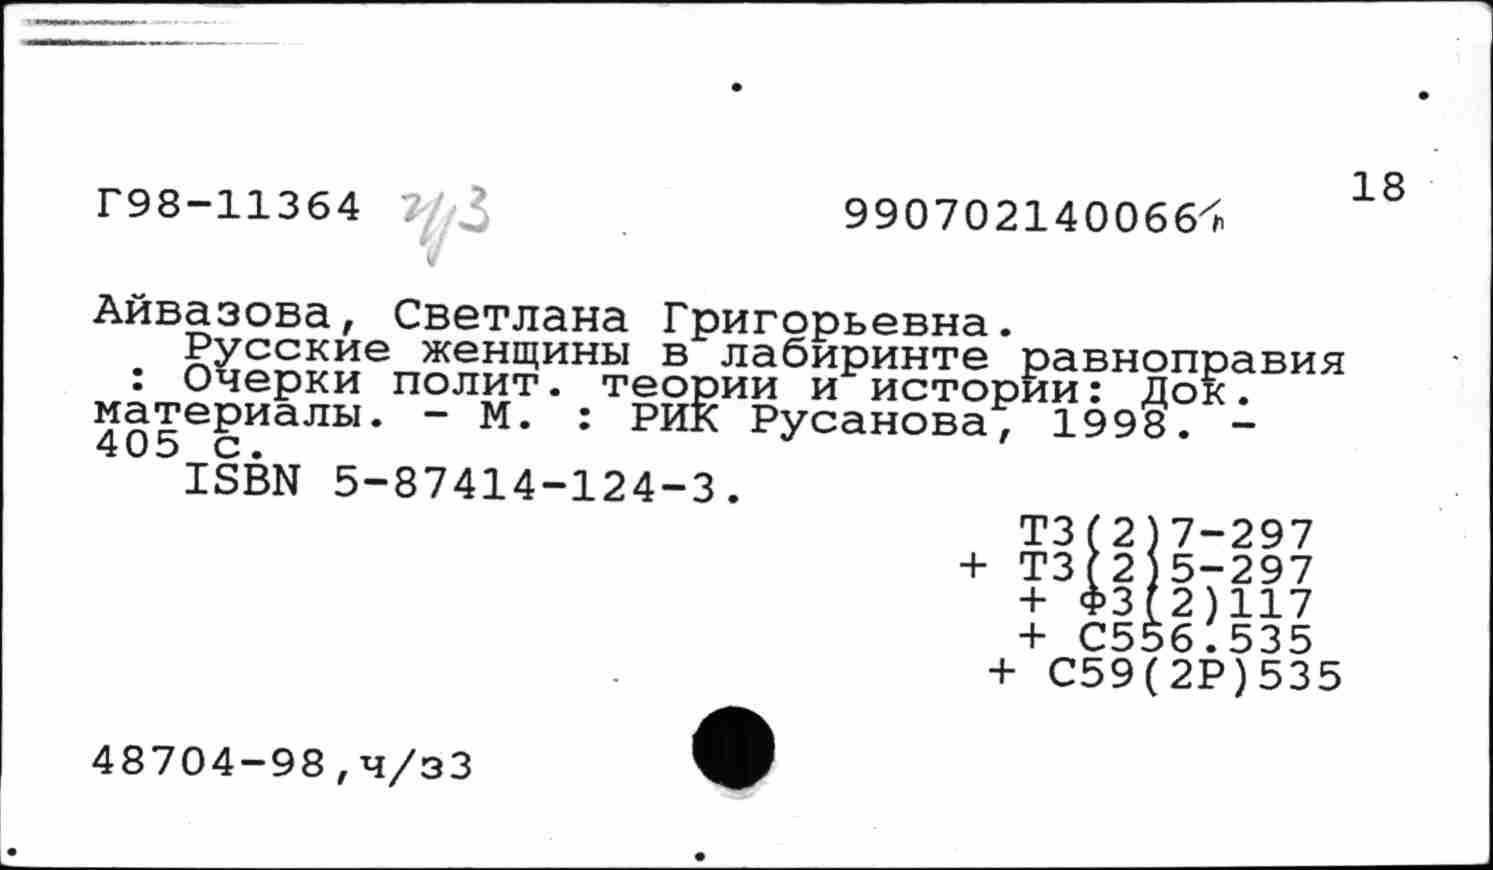 18
Г98-11364 ч/з 990702140066
Айвазова, Светлана Григорьевна.
Русские женщины в лабиринте равноправия
: Очерки полит. теории и истории: Док.
материалы. - М. : РИК Русанова, 1998. -
405 с.
ISBN 5-87414-124-3.
Т3(2)7-297
+ Т3(2)5-297
+ Ф3(2)117
+ С556.535
+ С59(2Р)535
48704-98,ч/з3